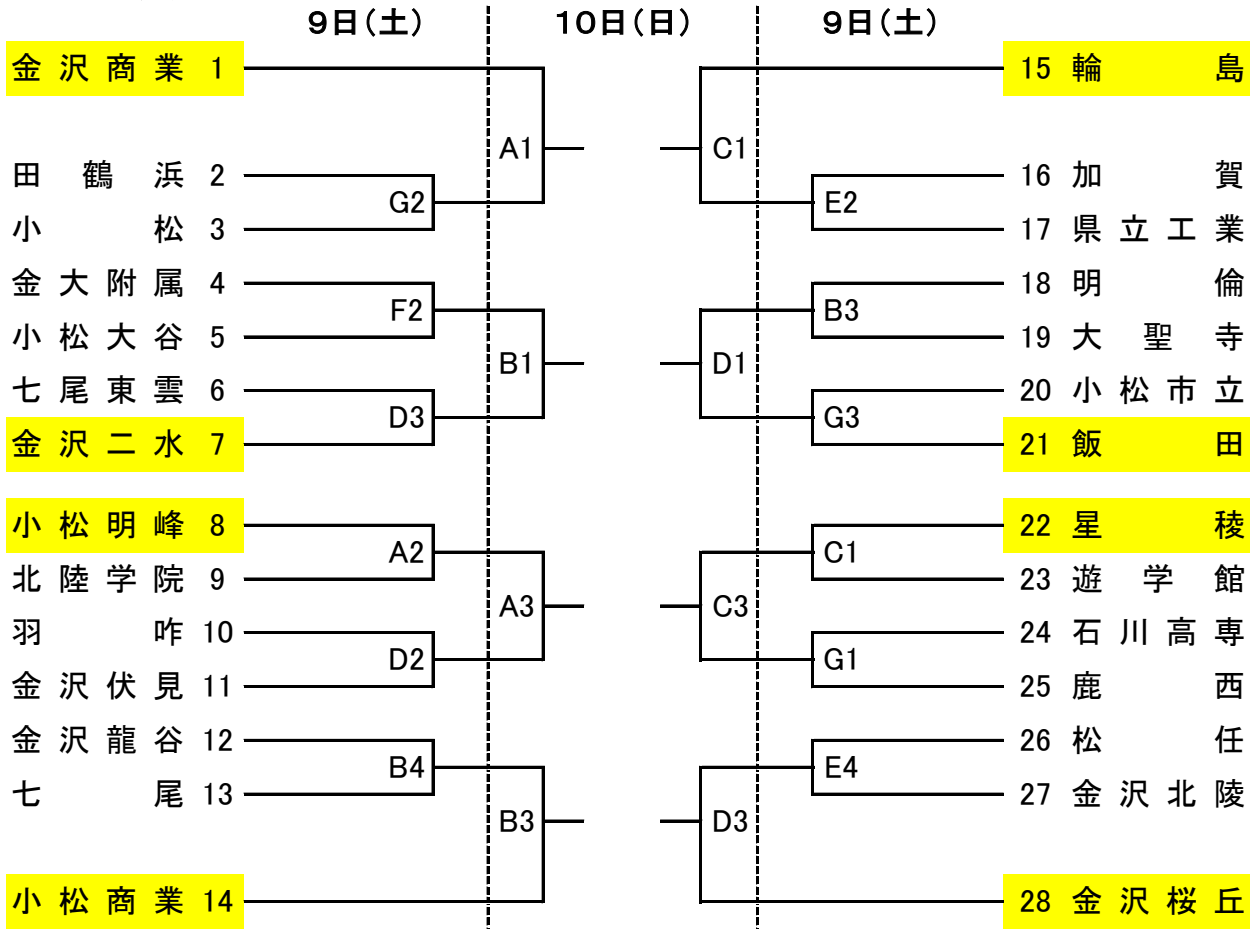 9日(土) 10日(日) 9日(土)
金沢商業 1
田鶴浜 2
小松 3
金大附属 4
小松大谷 5
七尾東雲 6
金沢二水 7
小松明峰 8
北陸学院 9
羽咋 10
金沢伏見 11
金沢龍谷 12
七尾 13
小松商業 14
G2
F2
D3
A2
D2
B4
A1
B1
A3
B3
C1
D1
C3
D3
E2
B3
G3
C1
G1
E4
15 輪島
16 加賀
17 県立工業
18 明倫
19 大聖寺
20 小松市立
21 飯田
22 星稜
23 遊学館
24 石川高専
25 鹿西
26 松任
27 金沢北陵
28 金沢桜丘